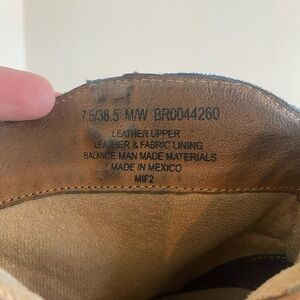 7.5/38.5 M/W BR0044260
LEATHER UPPER
LEATHER & FABRIC LINING
BALANCE MAN MADE MATERIALS
MADE IN MEXICO
MIF2